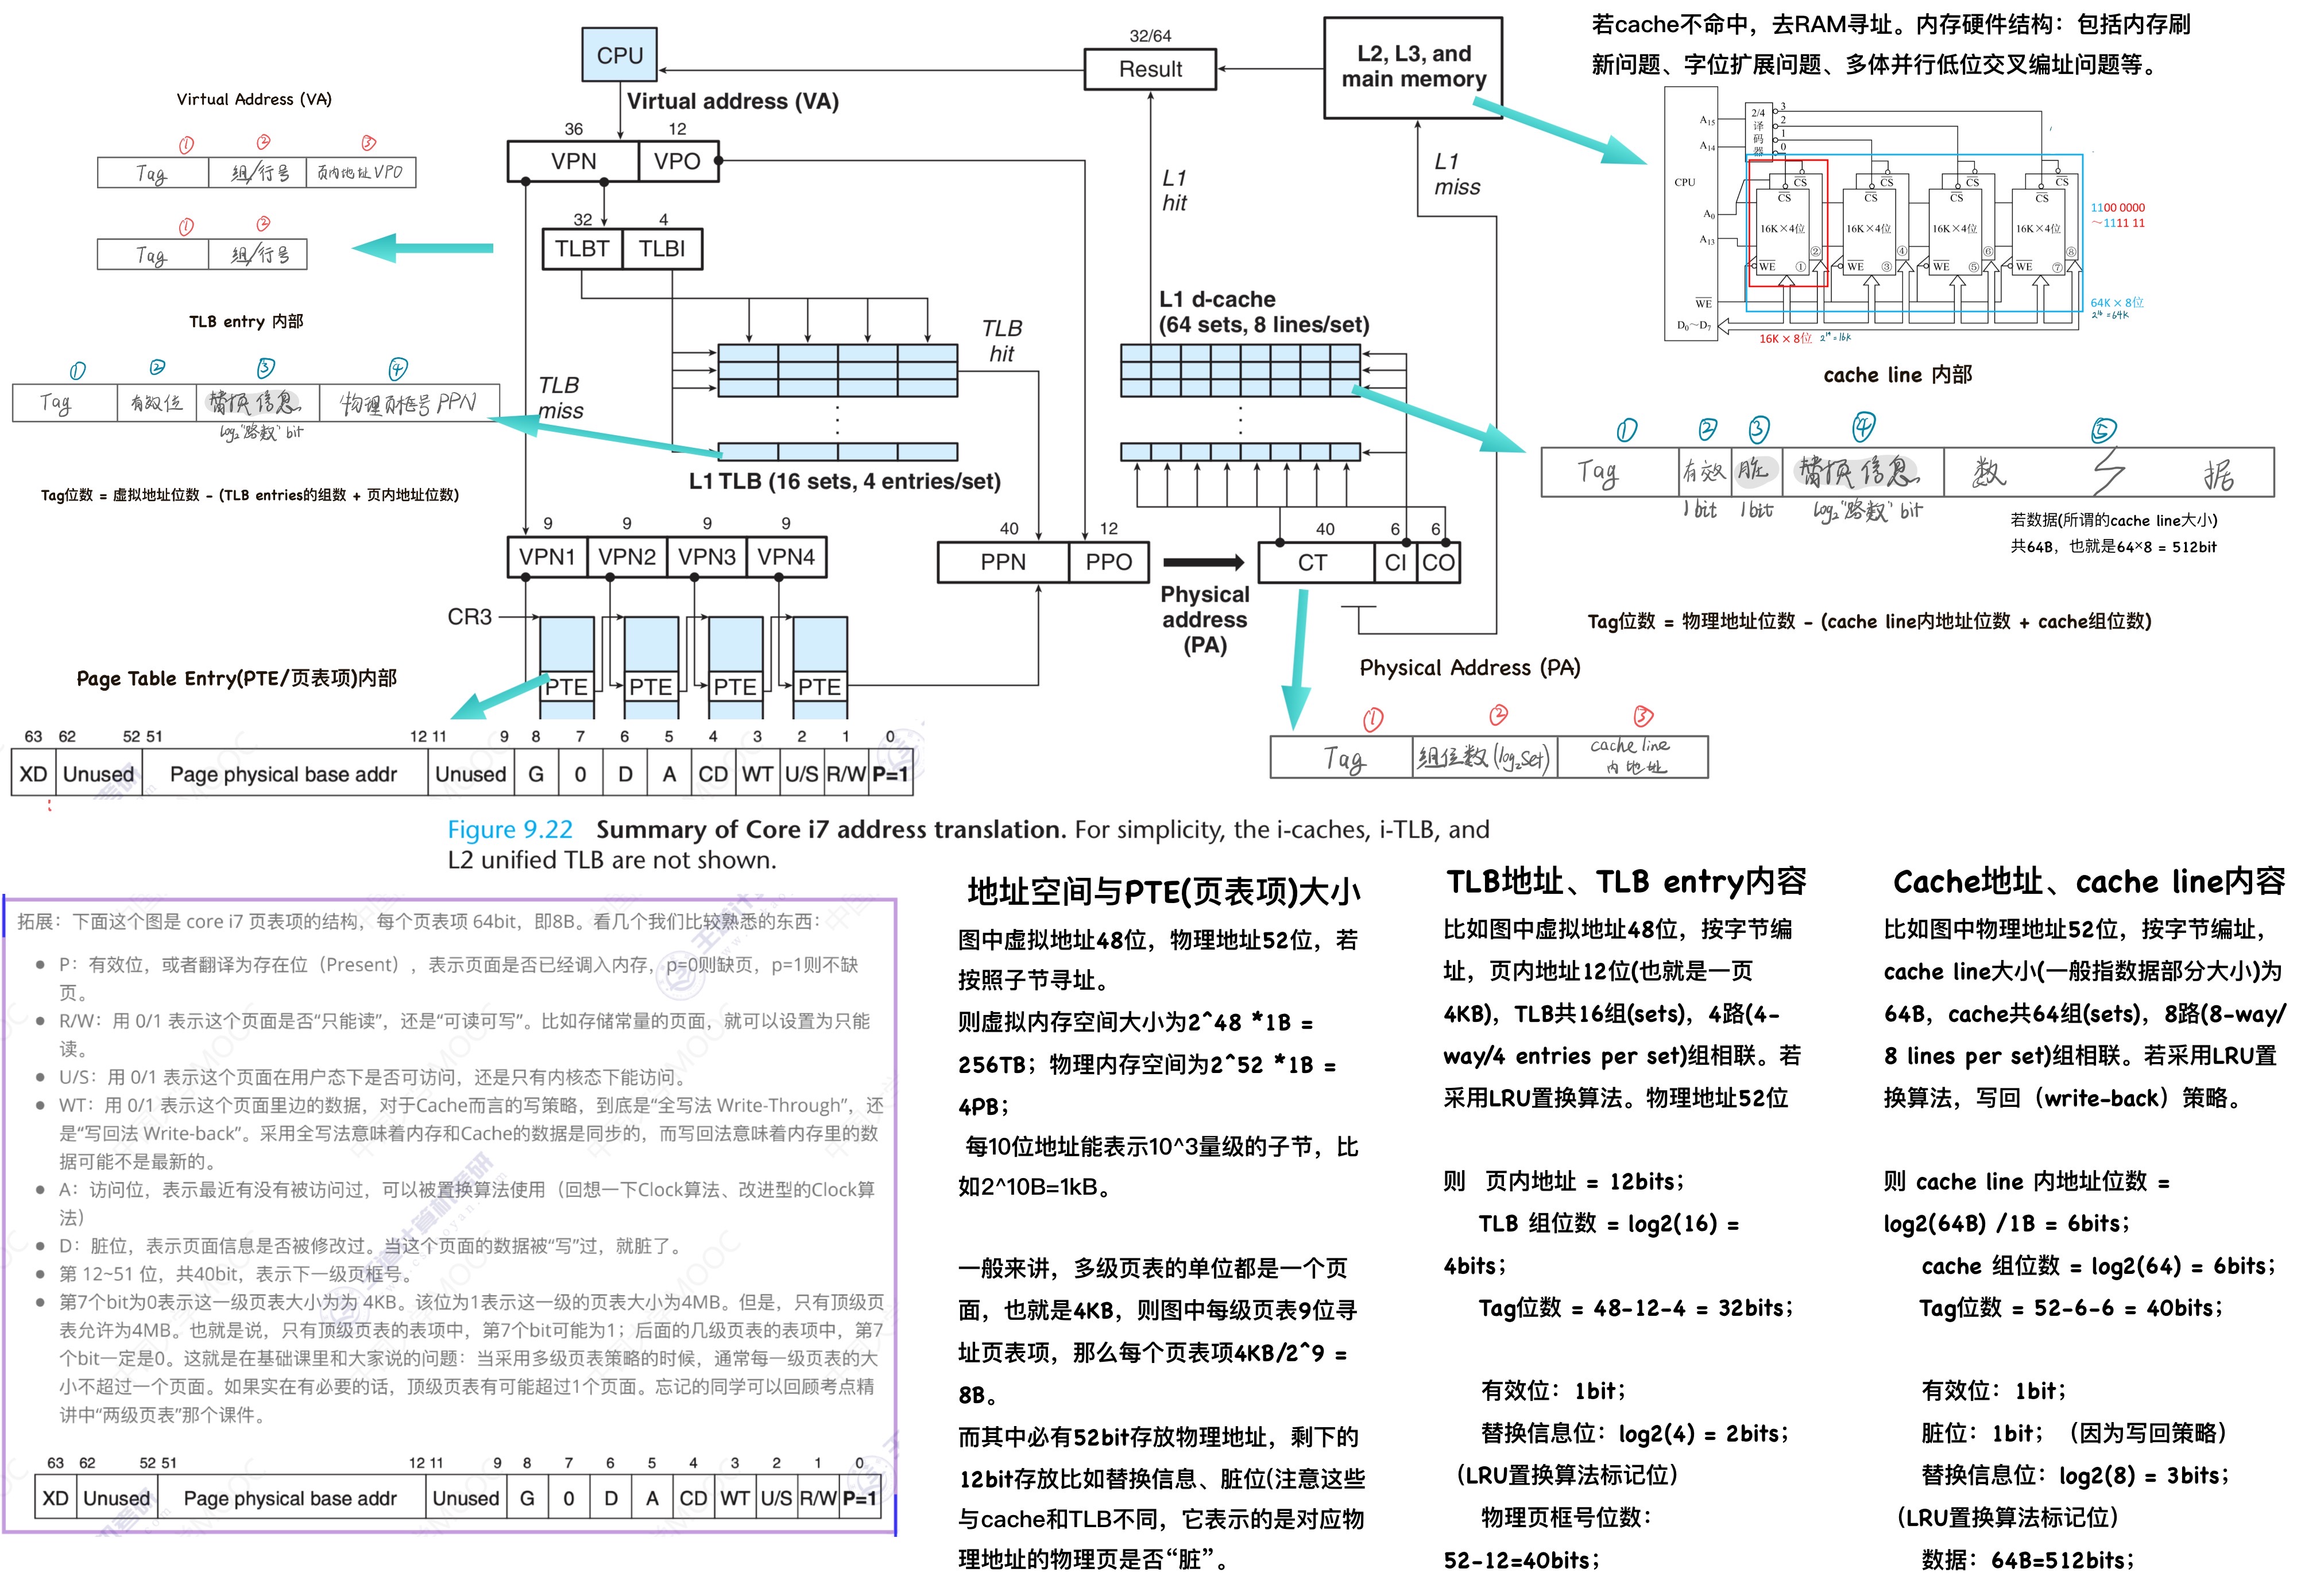 CPU
32/64
Result
L2, L3, and
main memory
Virtual address (VA)
36
12
VPN
VPO
32
4
TLBT
TLBI
L1
hit
L1
miss
TLB
hit
TLB
miss
L1 d-cache
(64 sets, 8 lines/set)
L1 TLB (16 sets, 4 entries/set)
9
9
9
9
VPN1
VPN2
VPN3
VPN4
CR3
PTE
PTE
PTE
PTE
40
12
PPN
PPO
Physical
address
(PA)
40
6
6
CT
CI
CO
Virtual Address (VA)
① ② ③
Tag 组/行号 页内地址VPO
① ②
Tag 组/行号
TLB entry 内部
① ② ③ ④
Tag 有效位 替换信息 物理页框号PPN
log₂"路数" bit
Tag位数 = 虚拟地址位数 - (TLB entries的组数 + 页内地址位数)
Page Table Entry(PTE/页表项)内部
63 62 52 51 12 11 9 8 7 6 5 4 3 2 1 0
XD Unused Page physical base addr Unused G 0 D A CD WT U/S R/W P=1
若cache不命中，去RAM寻址。内存硬件结构：包括内存刷
新问题、字位扩展问题、多体并行低位交叉编址问题等。
A15
A14
2/4
译
码
器
3
2
1
0
CPU
A0
A13
WE
D0～D7
CS CS CS CS
CS CS CS CS
16K×4位 16K×4位 16K×4位 16K×4位
② ④ ⑥ ⑧
WE ① WE ③ WE ⑤ WE ⑦
1100 0000
～1111 11
64K×8位
2¹⁶=64K
16K×8位 2¹⁴=16K
cache line 内部
① ② ③ ④ ⑤
Tag 有效 脏 替换信息 数 据
1bit 1bit log₂"路数" bit
若数据(所谓的cache line大小)
共64B，也就是64×8 = 512bit
Tag位数 = 物理地址位数 - (cache line内地址位数 + cache组位数)
Physical Address (PA)
① ② ③
Tag 组位数(log₂Set) cache line
内地址
Figure 9.22 Summary of Core i7 address translation. For simplicity, the i-caches, i-TLB, and
L2 unified TLB are not shown.
拓展：下面这个图是 core i7 页表项的结构，每个页表项 64bit，即8B。看几个我们比较熟悉的东西：
● P：有效位，或者翻译为存在位（Present），表示页面是否已经调入内存，p=0则缺页，p=1则不缺
页。
● R/W：用 0/1 表示这个页面是否“只能读”，还是“可读可写”。比如存储常量的页面，就可以设置为只能
读。
● U/S：用 0/1 表示这个页面在用户态下是否可访问，还是只有内核态下能访问。
● WT：用 0/1 表示这个页面里边的数据，对于Cache而言的写策略，到底是“全写法 Write-Through”，还
是“写回法 Write-back”。采用全写法意味着内存和Cache的数据是同步的，而写回法意味着内存里的数
据可能不是最新的。
● A：访问位，表示最近有没有被访问过，可以被置换算法使用（回想一下Clock算法、改进型的Clock算
法）
● D：脏位，表示页面信息是否被修改过。当这个页面的数据被“写”过，就脏了。
● 第 12~51 位，共40bit，表示下一级页框号。
● 第7个bit为0表示这一级页表大小为为 4KB。该位为1表示这一级的页表大小为4MB。但是，只有顶级页
表允许为4MB。也就是说，只有顶级页表的表项中，第7个bit可能为1；后面的几级页表的表项中，第7
个bit一定是0。这就是在基础课里和大家说的问题：当采用多级页表策略的时候，通常每一级页表的大
小不超过一个页面。如果实在有必要的话，顶级页表有可能超过1个页面。忘记的同学可以回顾考点精
讲中“两级页表”那个课件。
63 62 52 51 12 11 9 8 7 6 5 4 3 2 1 0
XD Unused Page physical base addr Unused G 0 D A CD WT U/S R/W P=1
地址空间与PTE(页表项)大小
图中虚拟地址48位，物理地址52位，若
按照子节寻址。
则虚拟内存空间大小为2^48 *1B =
256TB；物理内存空间为2^52 *1B =
4PB；
每10位地址能表示10^3量级的子节，比
如2^10B=1kB。
一般来讲，多级页表的单位都是一个页
面，也就是4KB，则图中每级页表9位寻
址页表项，那么每个页表项4KB/2^9 =
8B。
而其中必有52bit存放物理地址，剩下的
12bit存放比如替换信息、脏位(注意这些
与cache和TLB不同，它表示的是对应物
理地址的物理页是否“脏”。
TLB地址、TLB entry内容
比如图中虚拟地址48位，按字节编
址，页内地址12位(也就是一页
4KB)，TLB共16组(sets)，4路(4-
way/4 entries per set)组相联。若
采用LRU置换算法。物理地址52位
则 页内地址 = 12bits；
TLB 组位数 = log2(16) =
4bits；
Tag位数 = 48-12-4 = 32bits；
有效位：1bit；
替换信息位：log2(4) = 2bits；
（LRU置换算法标记位）
物理页框号位数：
52-12=40bits；
Cache地址、cache line内容
比如图中物理地址52位，按字节编址，
cache line大小(一般指数据部分大小)为
64B，cache共64组(sets)，8路(8-way/
8 lines per set)组相联。若采用LRU置
换算法，写回（write-back）策略。
则 cache line 内地址位数 =
log2(64B) /1B = 6bits；
cache 组位数 = log2(64) = 6bits；
Tag位数 = 52-6-6 = 40bits；
有效位：1bit；
脏位：1bit；（因为写回策略）
替换信息位：log2(8) = 3bits；
（LRU置换算法标记位）
数据：64B=512bits；